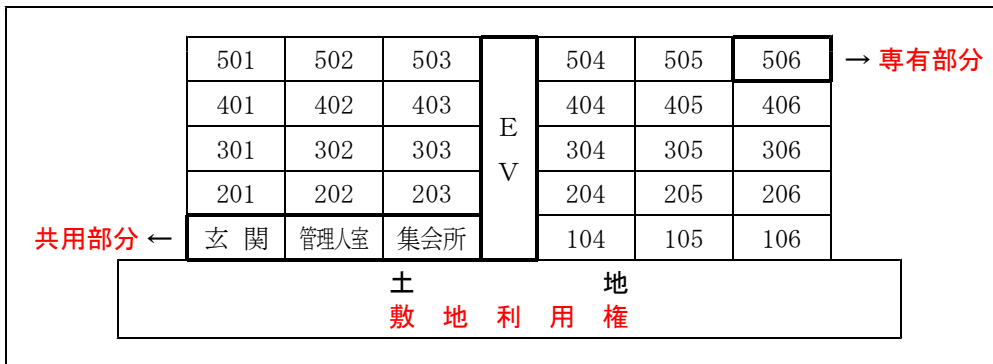 501 502 503 504 505 506 → 専有部分
401 402 403 404 405 406
EV
301 302 303 304 305 306
201 202 203 204 205 206
共用部分 ← 玄関 管理人室 集会所 104 105 106
土地
敷地利用権